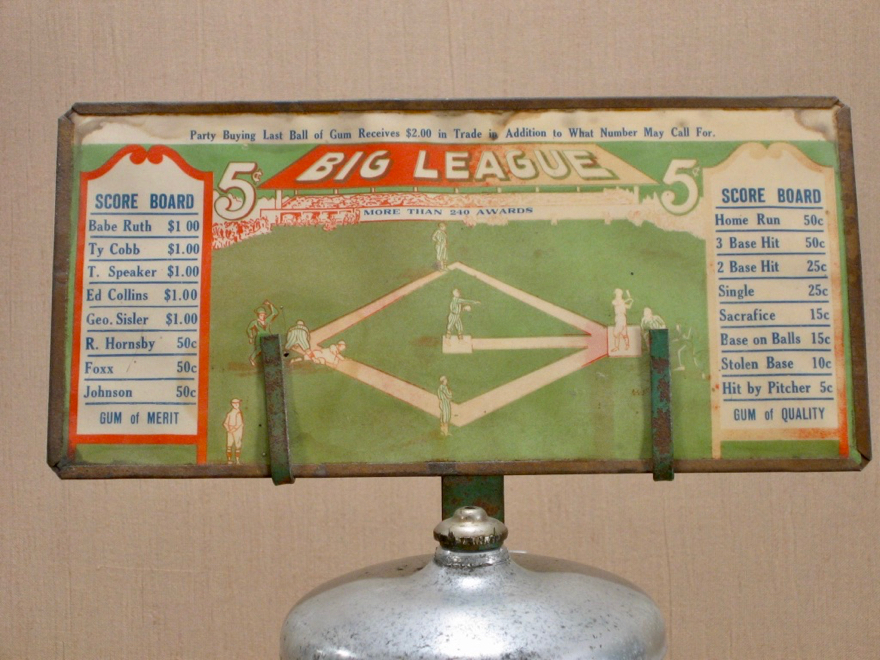 Party Buying Last Ball of Gum Receives $2.00 in Trade in Addition to What Number May Call For.
5¢ BIG LEAGUE 5¢
MORE THAN 240 AWARDS
SCORE BOARD
Babe Ruth $1 00
Ty Cobb $1.00
T. Speaker $1.00
Ed Collins $1.00
Geo. Sisler $1.00
R. Hornsby 50c
Foxx 50c
Johnson 50c
GUM of MERIT
SCORE BOARD
Home Run 50c
3 Base Hit 50c
2 Base Hit 25c
Single 25c
Sacrafice 15c
Base on Balls 15c
Stolen Base 10c
Hit by Pitcher 5c
GUM of QUALITY